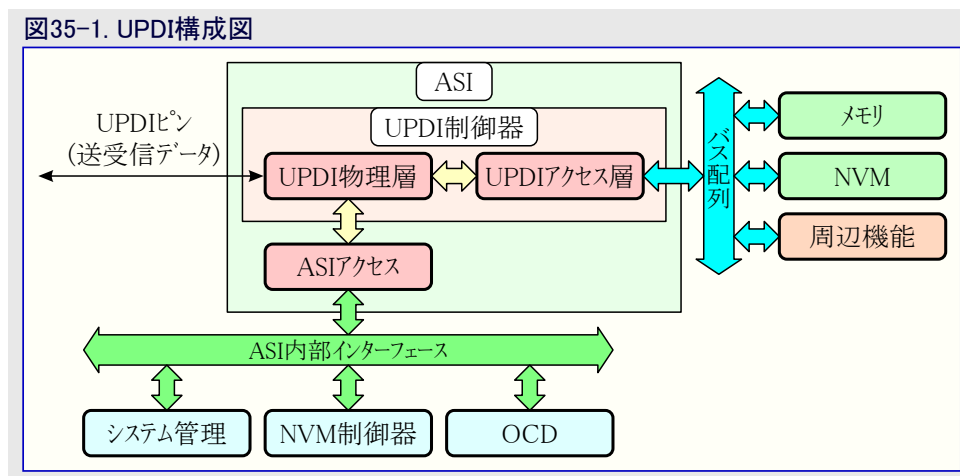 図35-1. UPDI構成図
ASI
UPDI制御器
UPDIピン
(送受信データ)
UPDI物理層
UPDIアクセス層
ASIアクセス
バス配列
メモリ
NVM
周辺機能
ASI内部インターフェース
システム管理
NVM制御器
OCD